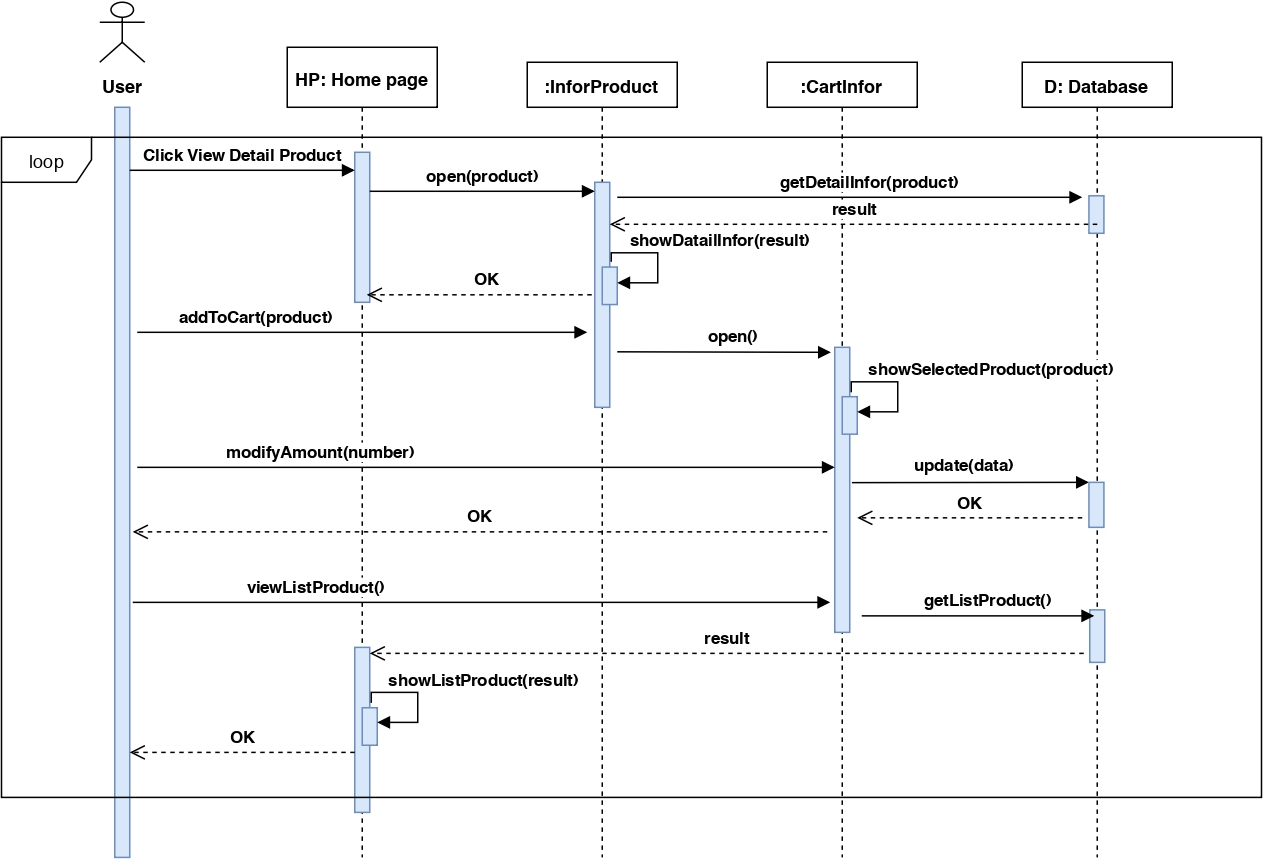 User
HP: Home page
:InforProduct
:CartInfor
D: Database
loop
Click View Detail Product
open(product)
getDetailInfor(product)
result
showDatailInfor(result)
OK
addToCart(product)
open()
showSelectedProduct(product)
modifyAmount(number)
update(data)
OK
OK
viewListProduct()
getListProduct()
result
showListProduct(result)
OK